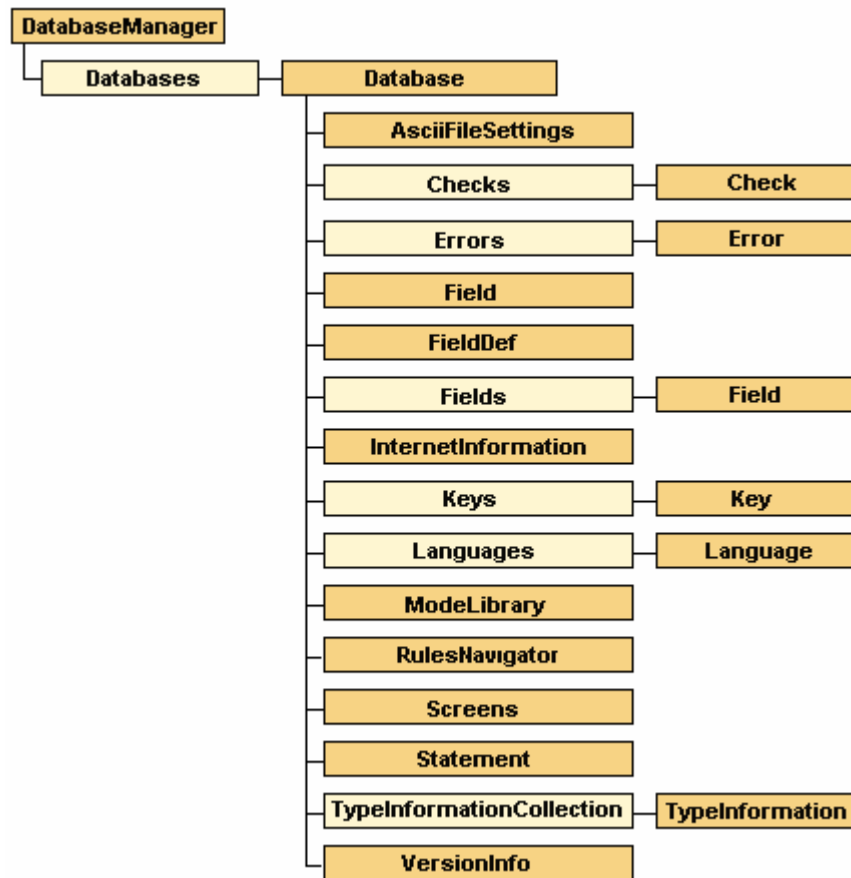 DatabaseManager
Databases Database
AsciiFileSettings
Checks Check
Errors Error
Field
FieldDef
Fields Field
InternetInformation
Keys Key
Languages Language
ModeLibrary
RulesNavigator
Screens
Statement
TypeInformationCollection TypeInformation
VersionInfo